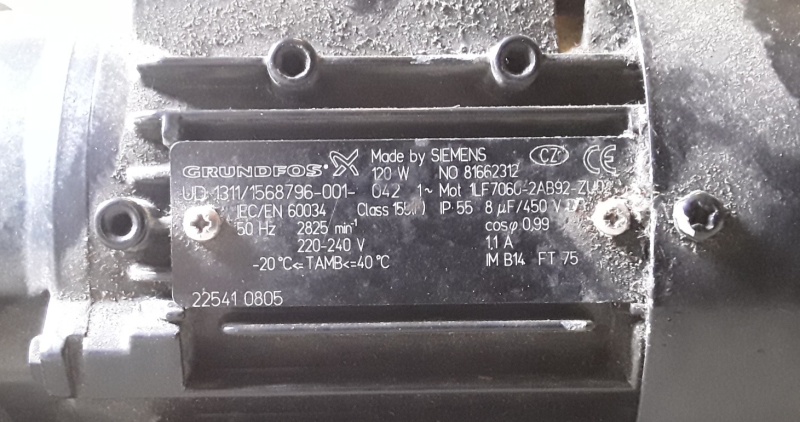 GRUNDFOS Made by SIEMENS CZ CE
120 W NO 81662312
UD 1311/1568796-001- 042 1~ Mot 1LF7060-2AB92-
IEC/EN 60034 Class 155 IP 55 8 µF/450 V
50 Hz 2825 min-1 cosφ 0,99
220-240 V 1,1 A
-20 °C<=TAMB<=40 °C IM B14 FT 75
22541 0805